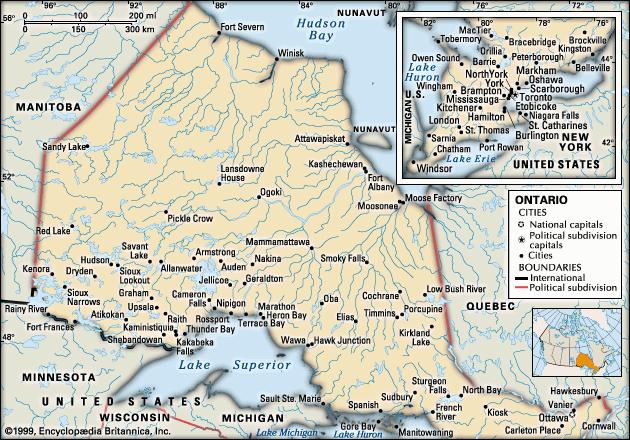 0 100 200 mi
0 150 300 km
96°
92°
88°
84°
NUNAVUT
Hudson
Bay
Fort Severn
Winisk
MANITOBA
52°
48°
Sandy Lake
Attawapiskat
NUNAVUT
Kashechewan
Fort
Albany
Moosonee
Moose Factory
Lansdowne
House
Ogoki
Pickle Crow
Red Lake
Mammamattawa
Smoky Falls
Savant
Lake
Armstrong
Hudson
Kenora
Dryden
Sioux
Lookout
Allanwater
Auden
Nakina
Jellicoe
Geraldton
Sioux
Narrows
Graham
Cameron
Falls
Nipigon
Marathon
Heron Bay
Upsala
Raith
Rossport
Terrace Bay
Rainy River
Atikokan
Fort Frances
Kaministiquia
Thunder Bay
Shebandowan
Kakabeka
Falls
Oba
Elias
Cochrane
Low Bush River
Timmins
Porcupine
Kirkland
Lake
QUEBEC
Wawa
Hawk Junction
Lake Superior
MINNESOTA
UNITED STATES
WISCONSIN
MICHIGAN
Sault Ste. Marie
Spanish
Sudbury
Sturgeon
Falls
North Bay
French
River
Gore Bay
Manitowaning
Lake Michigan
Lake Huron
Kiosk
Hawkesbury
Vanier
Ottawa
Carleton Place
Cornwall
©1999, Encyclopædia Britannica, Inc.
82°
80°
78°
76°
44°
42°
MacTier
Tobermory
Bracebridge
Brockville
Kingston
Orillia
Owen Sound
Barrie
Peterborough
Belleville
Lake
Huron
NorthYork
Markham
York
Oshawa
Wingham
Brampton
Scarborough
Mississauga
Toronto
Kitchener
Etobicoke
Hamilton
Niagara Falls
London
St. Catharines
MICHIGAN U.S.
St. Thomas
Burlington
NEW
YORK
Sarnia
Chatham
Port Rowan
Lake Erie
Windsor
UNITED STATES
ONTARIO
CITIES
National capitals
Political subdivision
capitals
Cities
BOUNDARIES
International
Political subdivision